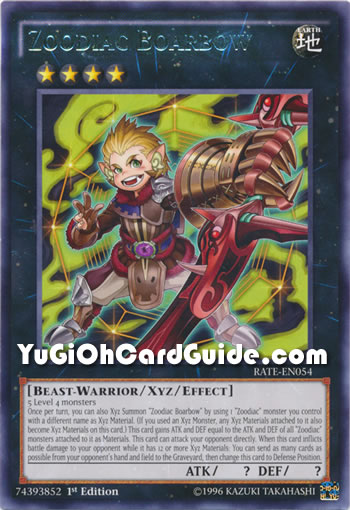 ZOODIAC BOARBOW
EARTH
地
YuGiOhCardGuide.com
RATE-EN054
[BEAST-WARRIOR/XYZ/EFFECT]
5 Level 4 monsters
Once per turn, you can also Xyz Summon "Zoodiac Boarbow" by using 1 "Zoodiac" monster you control
with a different name as Xyz Material. (If you used an Xyz Monster, any Xyz Materials attached to it also
become Xyz Materials on this card.) This card gains ATK and DEF equal to the ATK and DEF of all "Zoodiac"
monsters attached to it as Materials. This card can attack your opponent directly. When this card inflicts
battle damage to your opponent while it has 12 or more Xyz Materials: You can send as many cards as
possible from your opponent's hand and field to the Graveyard, then change this card to Defense Position.
ATK/ ? DEF/ ?
74393852 1st Edition ©1996 KAZUKI TAKAHASHI